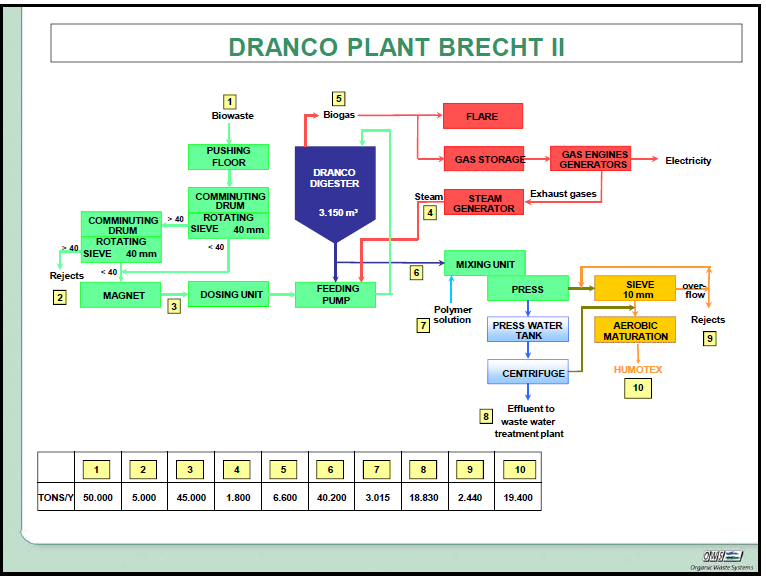 DRANCO PLANT BRECHT II
1
Biowaste
5
Biogas
FLARE
PUSHING
FLOOR
GAS STORAGE
GAS ENGINES
GENERATORS
Electricity
DRANCO
DIGESTER
3.150 m³
Exhaust gases
Steam
4
STEAM
GENERATOR
COMMINUTING
DRUM
ROTATING
SIEVE 40 mm
> 40
COMMINUTING
DRUM
ROTATING
SIEVE 40 mm
> 40
< 40
< 40
Rejects
2
MAGNET
3
DOSING UNIT
FEEDING
PUMP
6
MIXING UNIT
PRESS
SIEVE
10 mm
over-
flow
Polymer
solution
7
PRESS WATER
TANK
AEROBIC
MATURATION
Rejects
9
CENTRIFUGE
HUMOTEX
10
8
Effluent to
waste water
treatment plant
1 2 3 4 5 6 7 8 9 10
TONS/Y 50.000 5.000 45.000 1.800 6.600 40.200 3.015 18.830 2.440 19.400
OWS
Organic Waste Systems